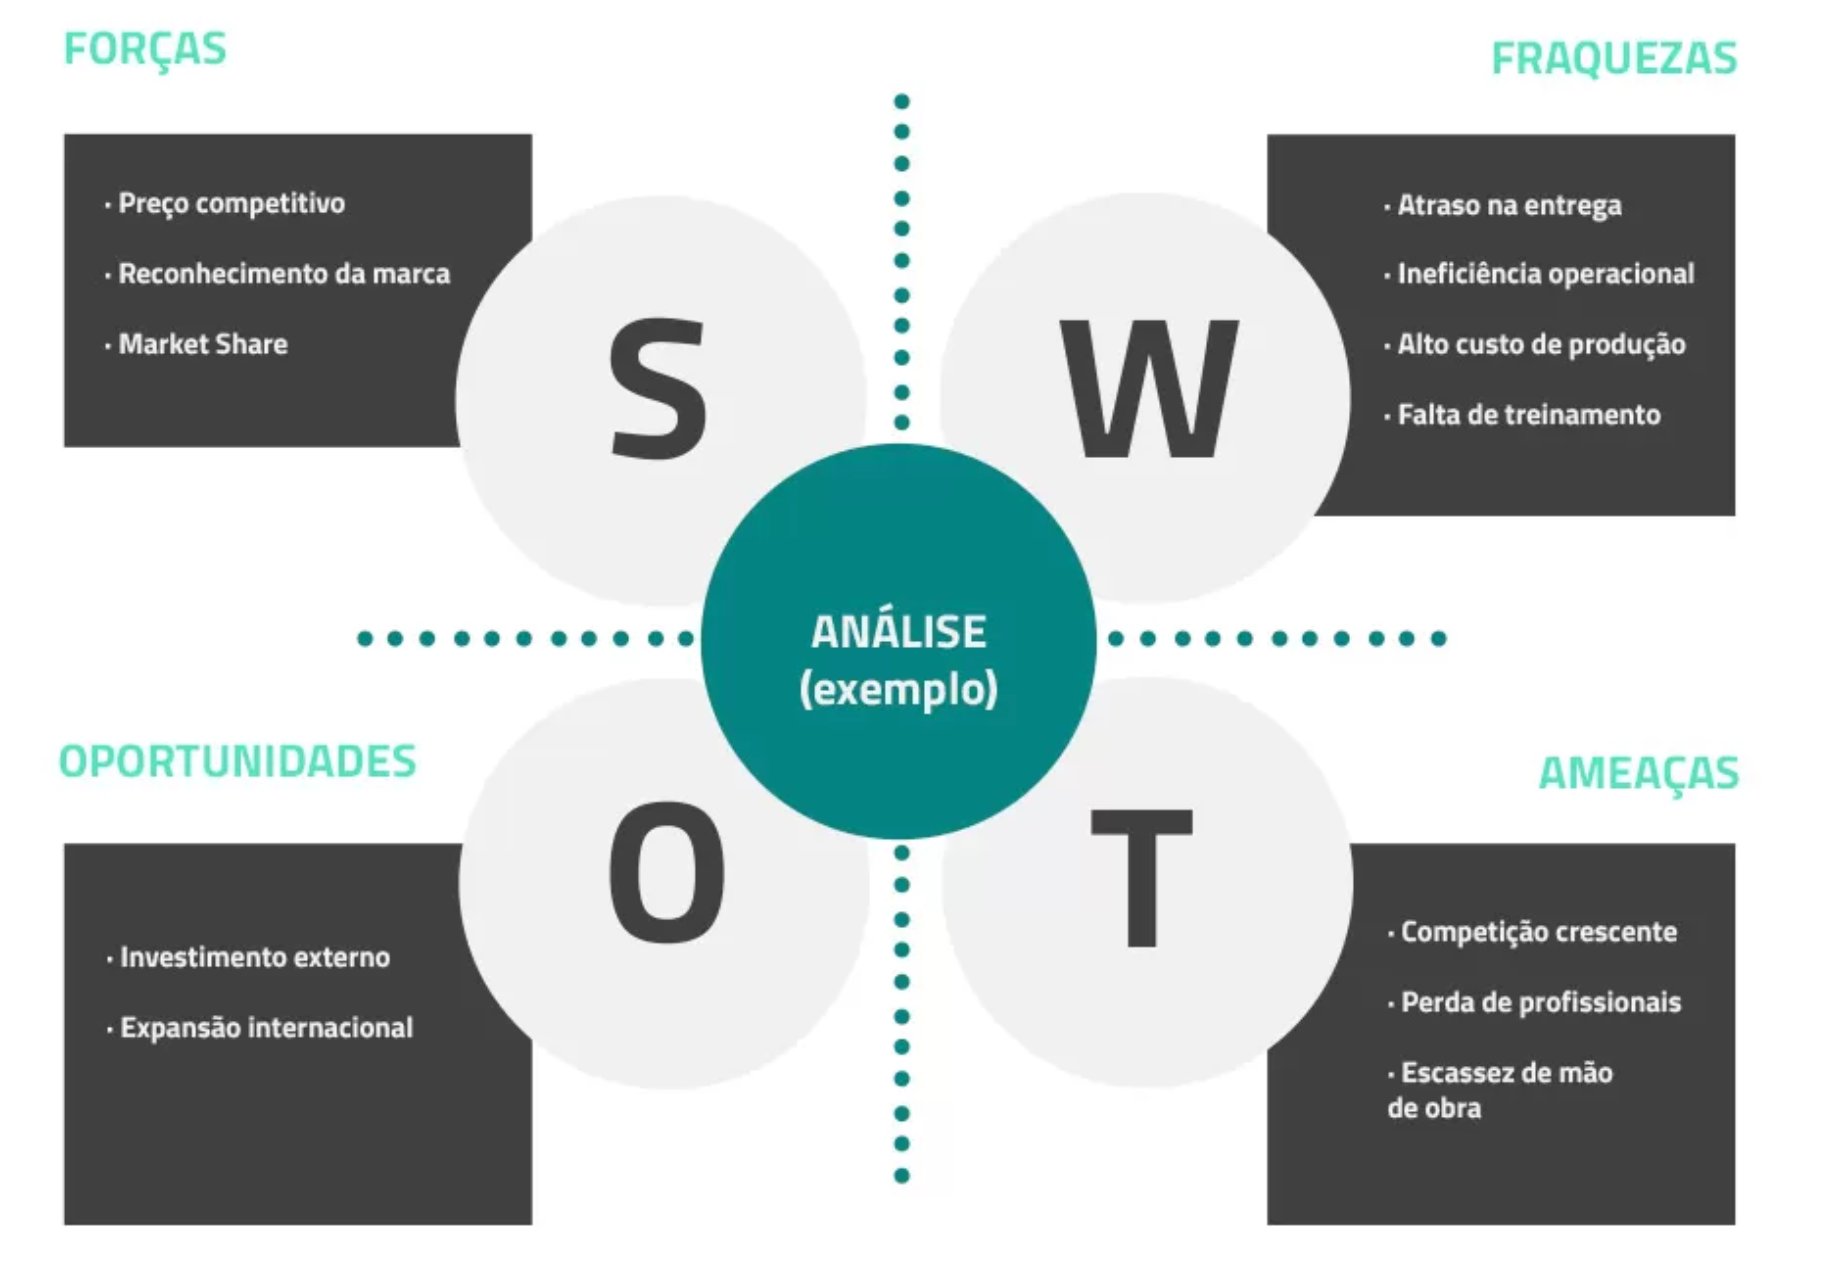 FORÇAS
· Preço competitivo
· Reconhecimento da marca
· Market Share
S
FRAQUEZAS
W
· Atraso na entrega
· Ineficiência operacional
· Alto custo de produção
· Falta de treinamento
ANÁLISE
(exemplo)
OPORTUNIDADES
· Investimento externo
· Expansão internacional
O
AMEAÇAS
T
· Competição crescente
· Perda de profissionais
· Escassez de mão
de obra